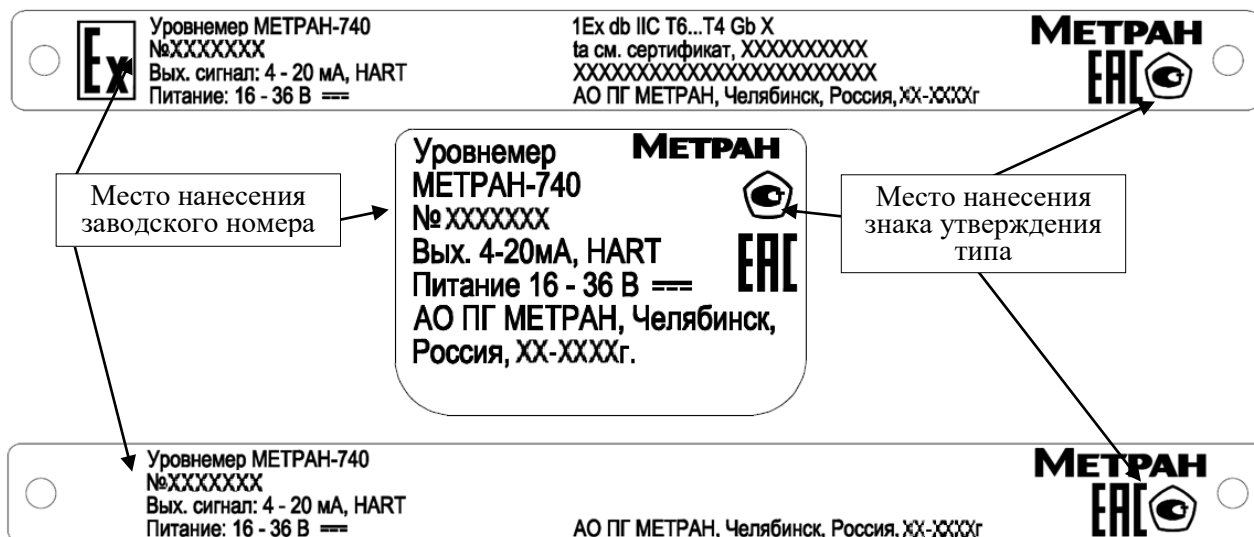 Ex
Уровнемер МЕТРАН-740
№XXXXXXX
Вых. сигнал: 4 - 20 мА, HART
Питание: 16 - 36 В
1Ex db IIC T6...T4 Gb X
ta см. сертификат, XXXXXXXXXX
XXXXXXXXXXXXXXXXXXXXXXXX
АО ПГ МЕТРАН, Челябинск, Россия, XX-XXXXг
МЕТРАН
ЕАС
Место нанесения
заводского номера
Уровнемер
МЕТРАН-740
№ XXXXXXX
Вых. 4-20мА, HART
Питание 16 - 36 В
АО ПГ МЕТРАН, Челябинск,
Россия, XX-XXXXг.
МЕТРАН
ЕАС
Место нанесения
знака утверждения
типа
Уровнемер МЕТРАН-740
№XXXXXXX
Вых. сигнал: 4 - 20 мА, HART
Питание: 16 - 36 В
АО ПГ МЕТРАН, Челябинск, Россия, XX-XXXXг
МЕТРАН
ЕАС